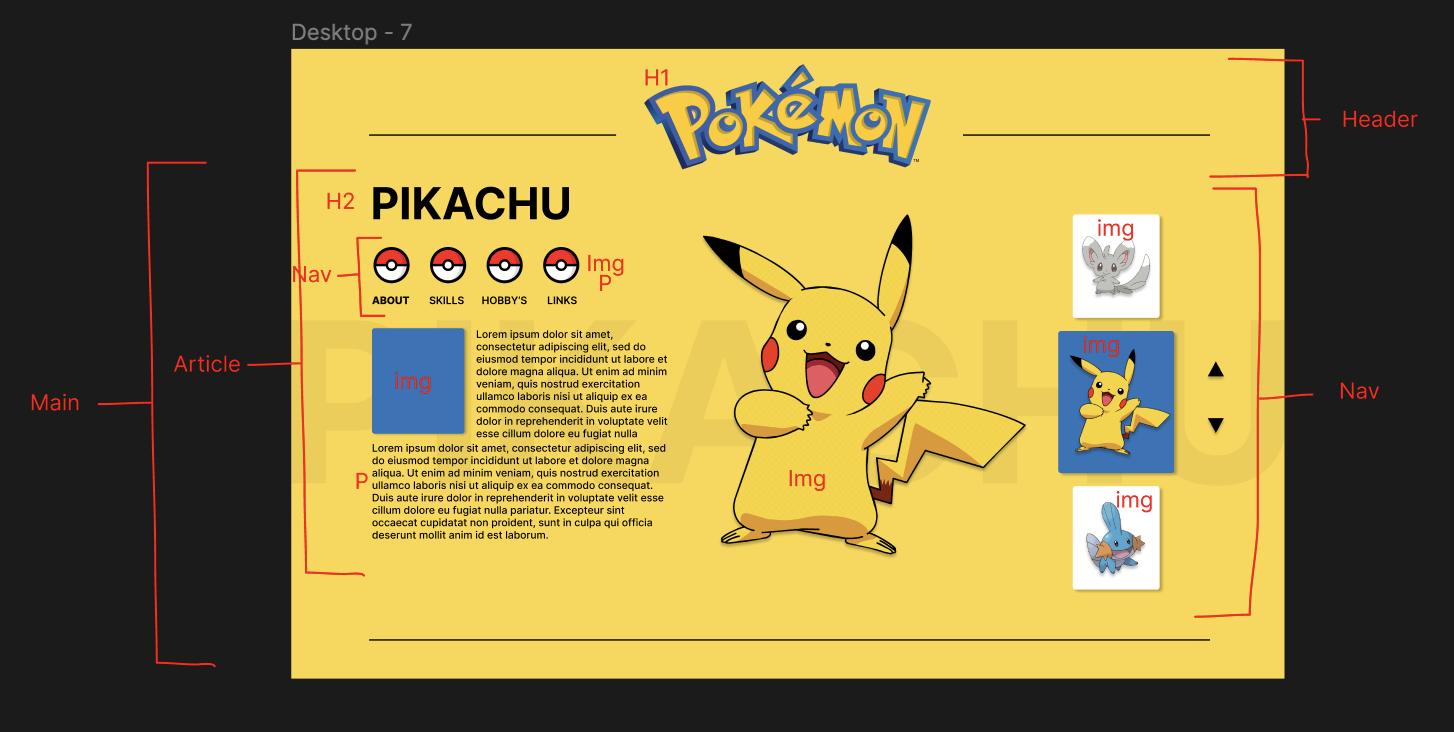 Desktop - 7
H1
POKéMON
TM
Header
H2
PIKACHU
Nav
Img
P
ABOUT
SKILLS
HOBBY'S
LINKS
PIKACHU
img
Lorem ipsum dolor sit amet,
consectetur adipiscing elit, sed do
eiusmod tempor incididunt ut labore et
dolore magna aliqua. Ut enim ad minim
veniam, quis nostrud exercitation
ullamco laboris nisi ut aliquip ex ea
commodo consequat. Duis aute irure
dolor in reprehenderit in voluptate velit
esse cillum dolore eu fugiat nulla
Lorem ipsum dolor sit amet, consectetur adipiscing elit, sed
do eiusmod tempor incididunt ut labore et dolore magna
aliqua. Ut enim ad minim veniam, quis nostrud exercitation
P
ullamco laboris nisi ut aliquip ex ea commodo consequat.
Duis aute irure dolor in reprehenderit in voluptate velit esse
cillum dolore eu fugiat nulla pariatur. Excepteur sint
occaecat cupidatat non proident, sunt in culpa qui officia
deserunt mollit anim id est laborum.
Article
Main
Img
img
img
img
Nav